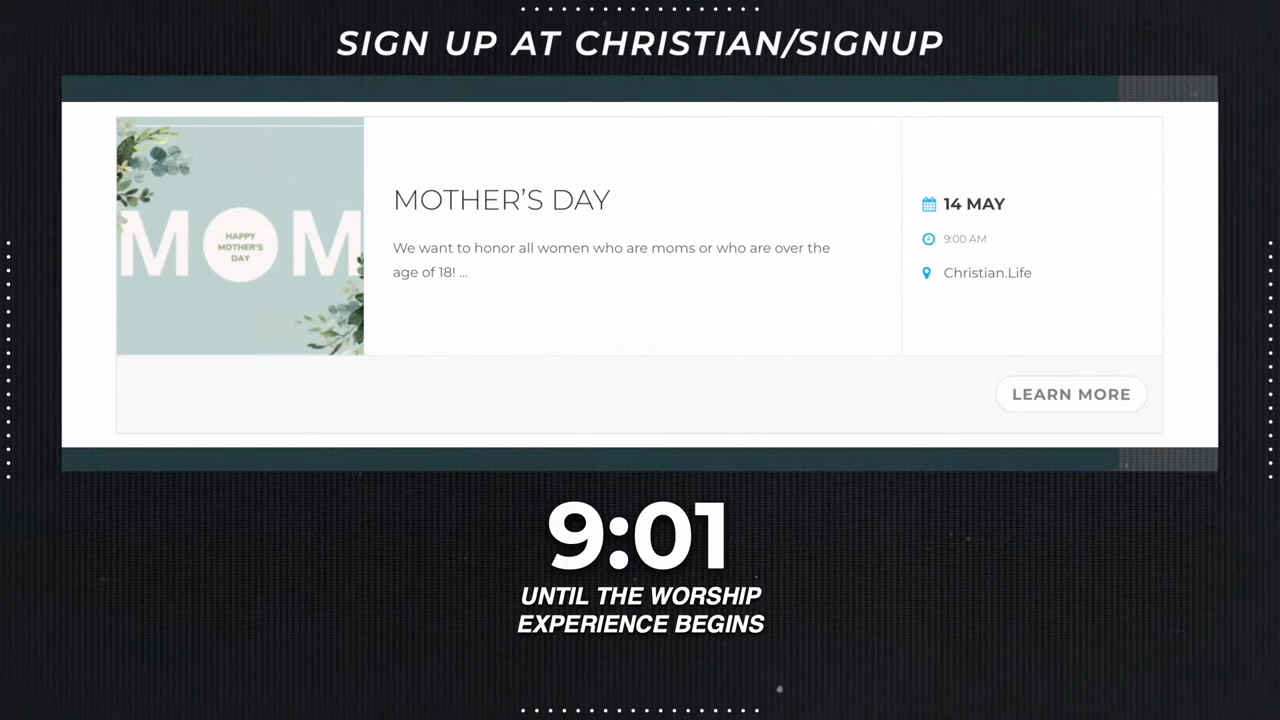 SIGN UP AT CHRISTIAN/SIGNUP
M O M
HAPPY
MOTHER'S
DAY
MOTHER'S DAY
We want to honor all women who are moms or who are over the
age of 18! ...
14 MAY
9:00 AM
Christian.Life
LEARN MORE
9:01
UNTIL THE WORSHIP
EXPERIENCE BEGINS